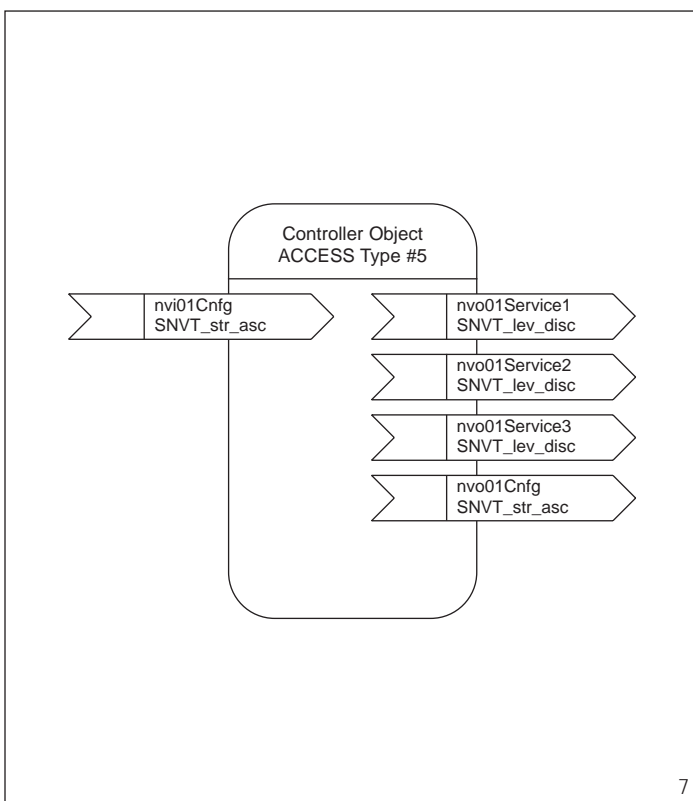 Controller Object
ACCESS Type #5
nvi01Cnfg
SNVT_str_asc
nvo01Service1
SNVT_lev_disc
nvo01Service2
SNVT_lev_disc
nvo01Service3
SNVT_lev_disc
nvo01Cnfg
SNVT_str_asc
7